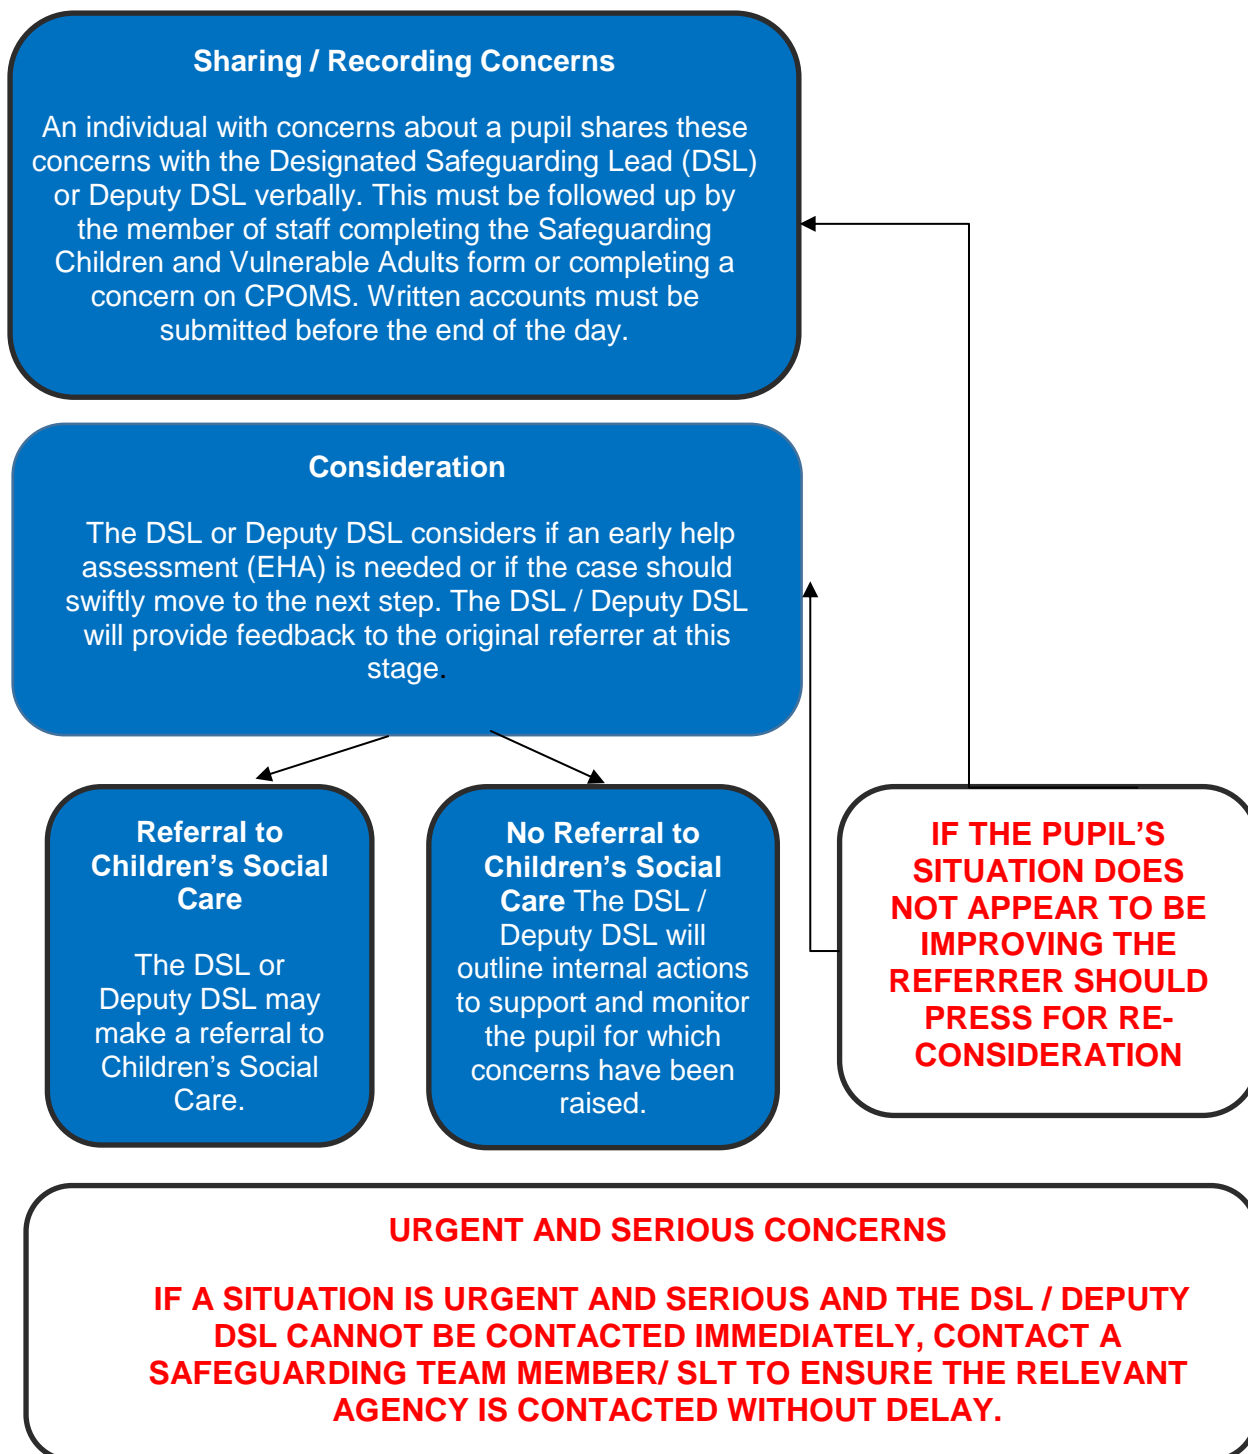 Sharing / Recording Concerns
An individual with concerns about a pupil shares these
concerns with the Designated Safeguarding Lead (DSL)
or Deputy DSL verbally. This must be followed up by
the member of staff completing the Safeguarding
Children and Vulnerable Adults form or completing a
concern on CPOMS. Written accounts must be
submitted before the end of the day.
Consideration
The DSL or Deputy DSL considers if an early help
assessment (EHA) is needed or if the case should
swiftly move to the next step. The DSL / Deputy DSL
will provide feedback to the original referrer at this
stage.
Referral to
Children's Social
Care
The DSL or
Deputy DSL may
make a referral to
Children's Social
Care.
No Referral to
Children's Social
Care The DSL /
Deputy DSL will
outline internal actions
to support and monitor
the pupil for which
concerns have been
raised.
IF THE PUPIL'S
SITUATION DOES
NOT APPEAR TO BE
IMPROVING THE
REFERRER SHOULD
PRESS FOR RE-
CONSIDERATION
URGENT AND SERIOUS CONCERNS
IF A SITUATION IS URGENT AND SERIOUS AND THE DSL / DEPUTY
DSL CANNOT BE CONTACTED IMMEDIATELY, CONTACT A
SAFEGUARDING TEAM MEMBER/ SLT TO ENSURE THE RELEVANT
AGENCY IS CONTACTED WITHOUT DELAY.